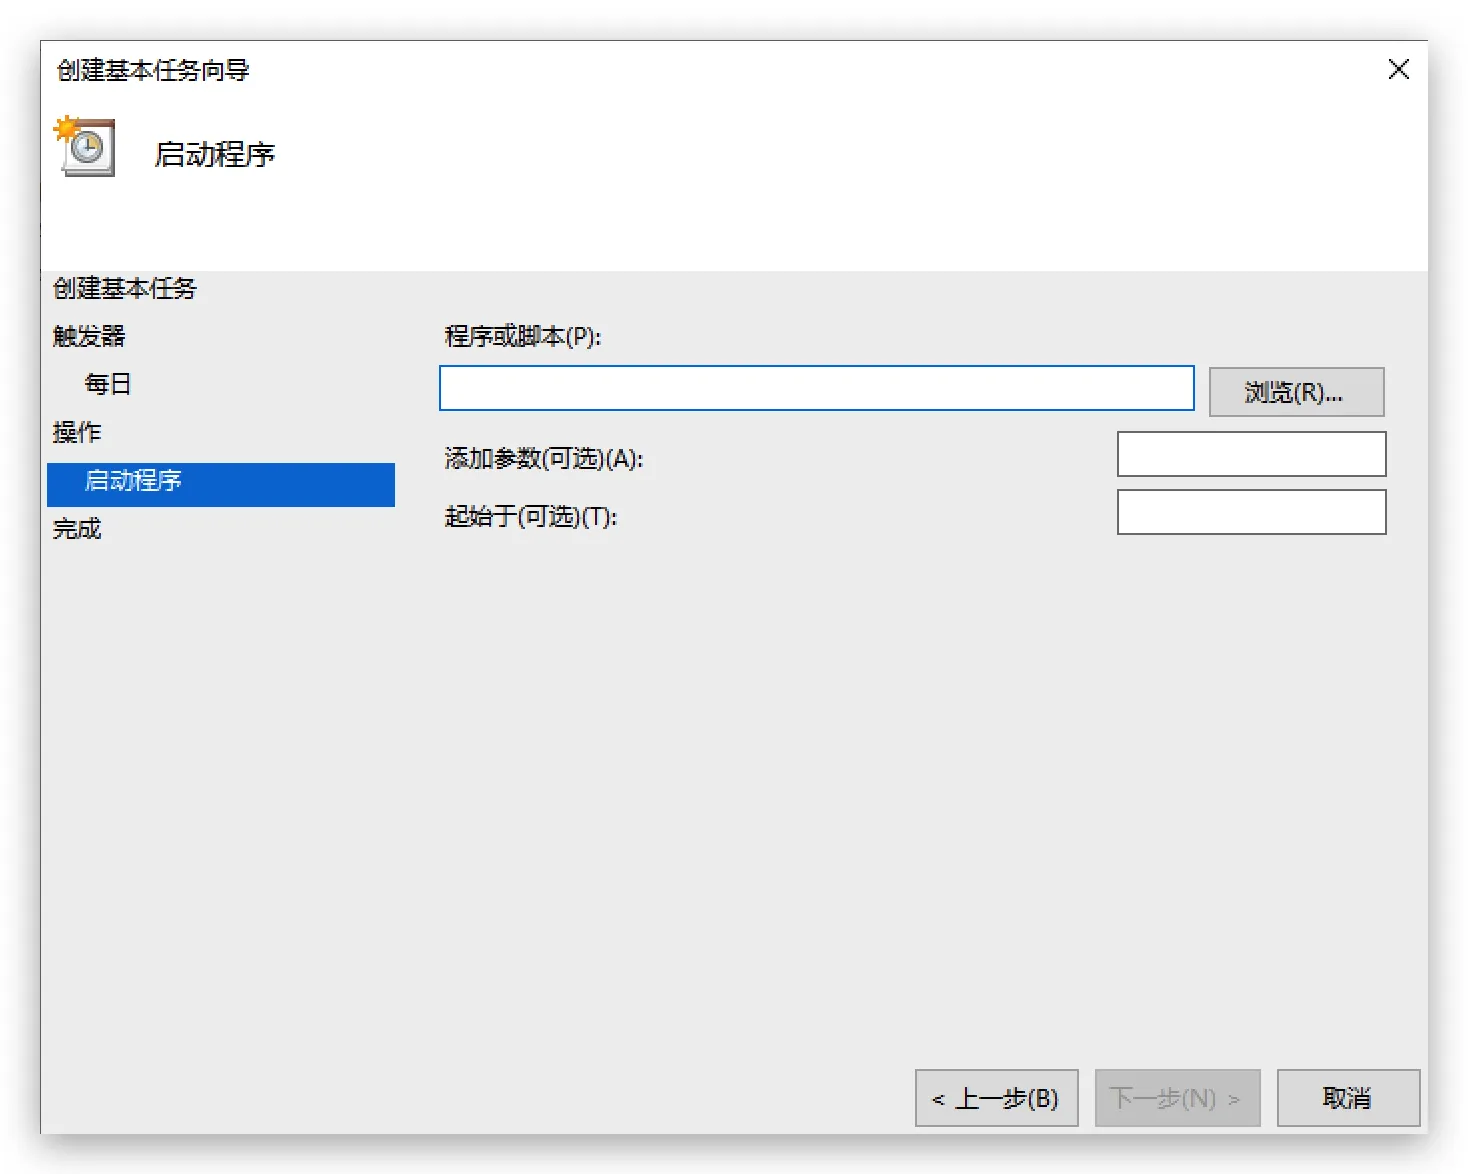 创建基本任务向导
启动程序
创建基本任务
触发器
每日
操作
启动程序
完成
程序或脚本(P):
浏览(R)...
添加参数(可选)(A):
起始于(可选)(T):
< 上一步(B)
下一步(N) >
取消